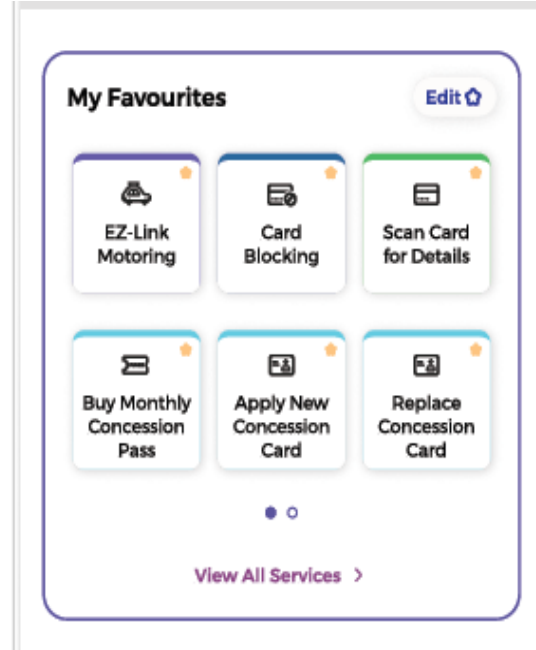 My Favourites
Edit
EZ-Link
Motoring
Card
Blocking
Scan Card
for Details
Buy Monthly
Concession
Pass
Apply New
Concession
Card
Replace
Concession
Card
View All Services >